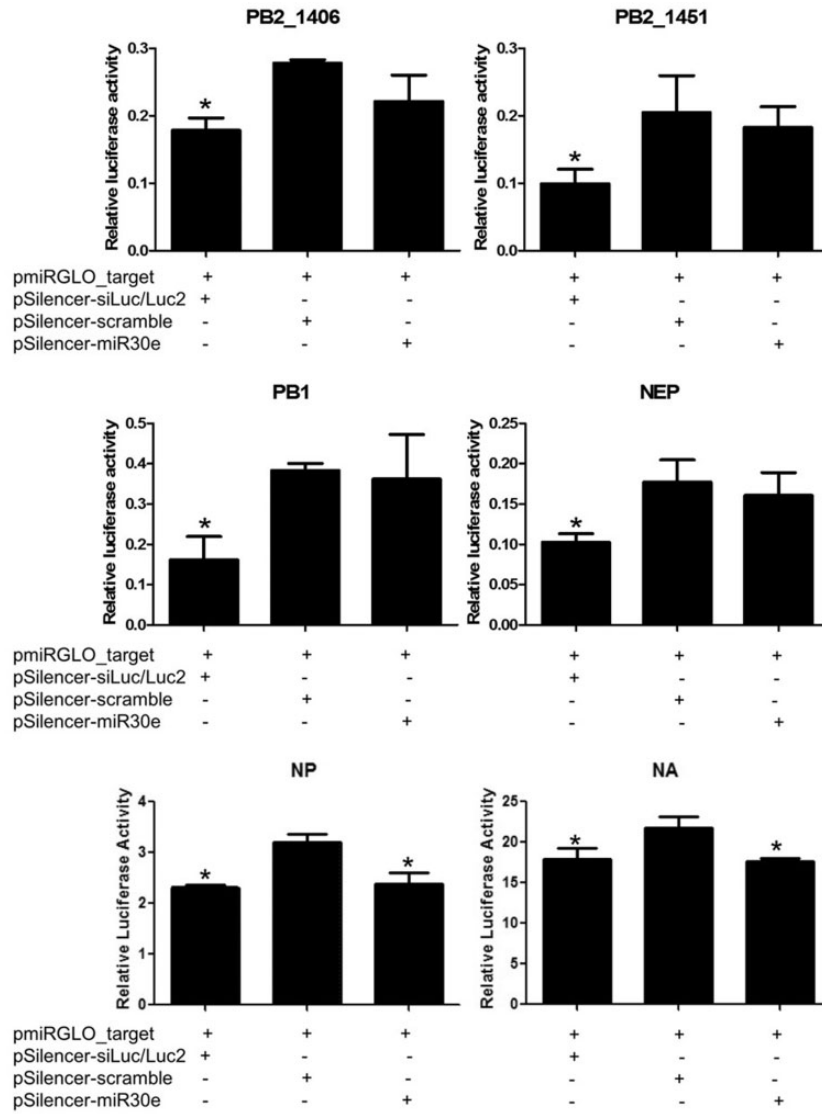 PB2_1406
Relative luciferase activity
0.3
0.2
0.1
0.0
*
pmiRGLO_target + + +
pSilencer-siLuc/Luc2 + - -
pSilencer-scramble - + -
pSilencer-miR30e - - +
PB2_1451
Relative luciferase activity
0.3
0.2
0.1
0.0
*
+ + +
+ - -
- + -
- - +
PB1
Relative luciferase activity
0.5
0.4
0.3
0.2
0.1
0.0
*
pmiRGLO_target + + +
pSilencer-siLuc/Luc2 + - -
pSilencer-scramble - + -
pSilencer-miR30e - - +
NEP
Relative luciferase activity
0.25
0.20
0.15
0.10
0.05
0.00
*
+ + +
+ - -
- + -
- - +
NP
Relative Luciferase Activity
4
3
2
1
0
* *
pmiRGLO_target + + +
pSilencer-siLuc/Luc2 + - -
pSilencer-scramble - + -
pSilencer-miR30e - - +
NA
Relative Luciferase Activity
25
20
15
10
5
0
* *
+ + +
+ - -
- + -
- - +